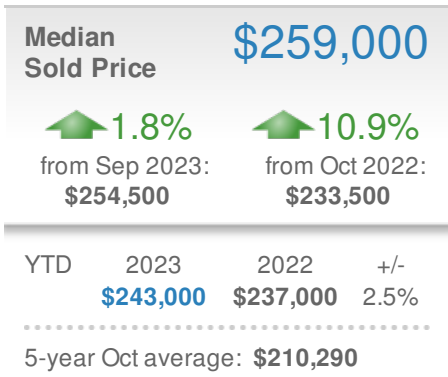 Median $259,000
Sold Price
1.8% 10.9%
from Sep 2023: from Oct 2022:
$254,500 $233,500
YTD 2023 2022 +/-
$243,000 $237,000 2.5%
5-year Oct average: $210,290